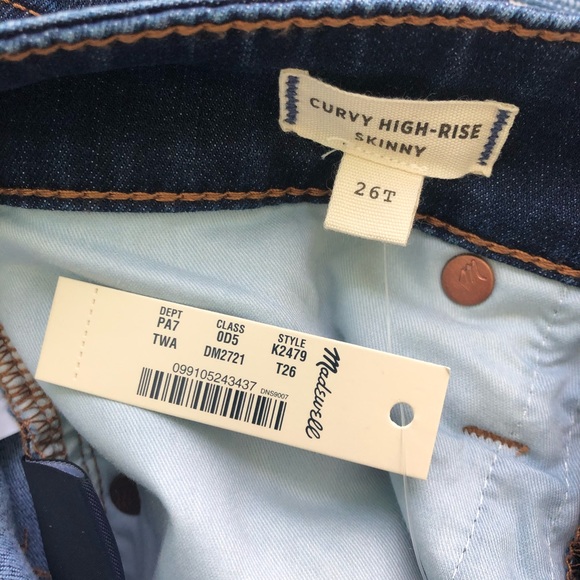 CURVY HIGH-RISE
SKINNY
26T
DEPT CLASS STYLE
PA7 0D5 K2479
TWA DM2721 T26
099105243437
DNS9007
Madewell
M